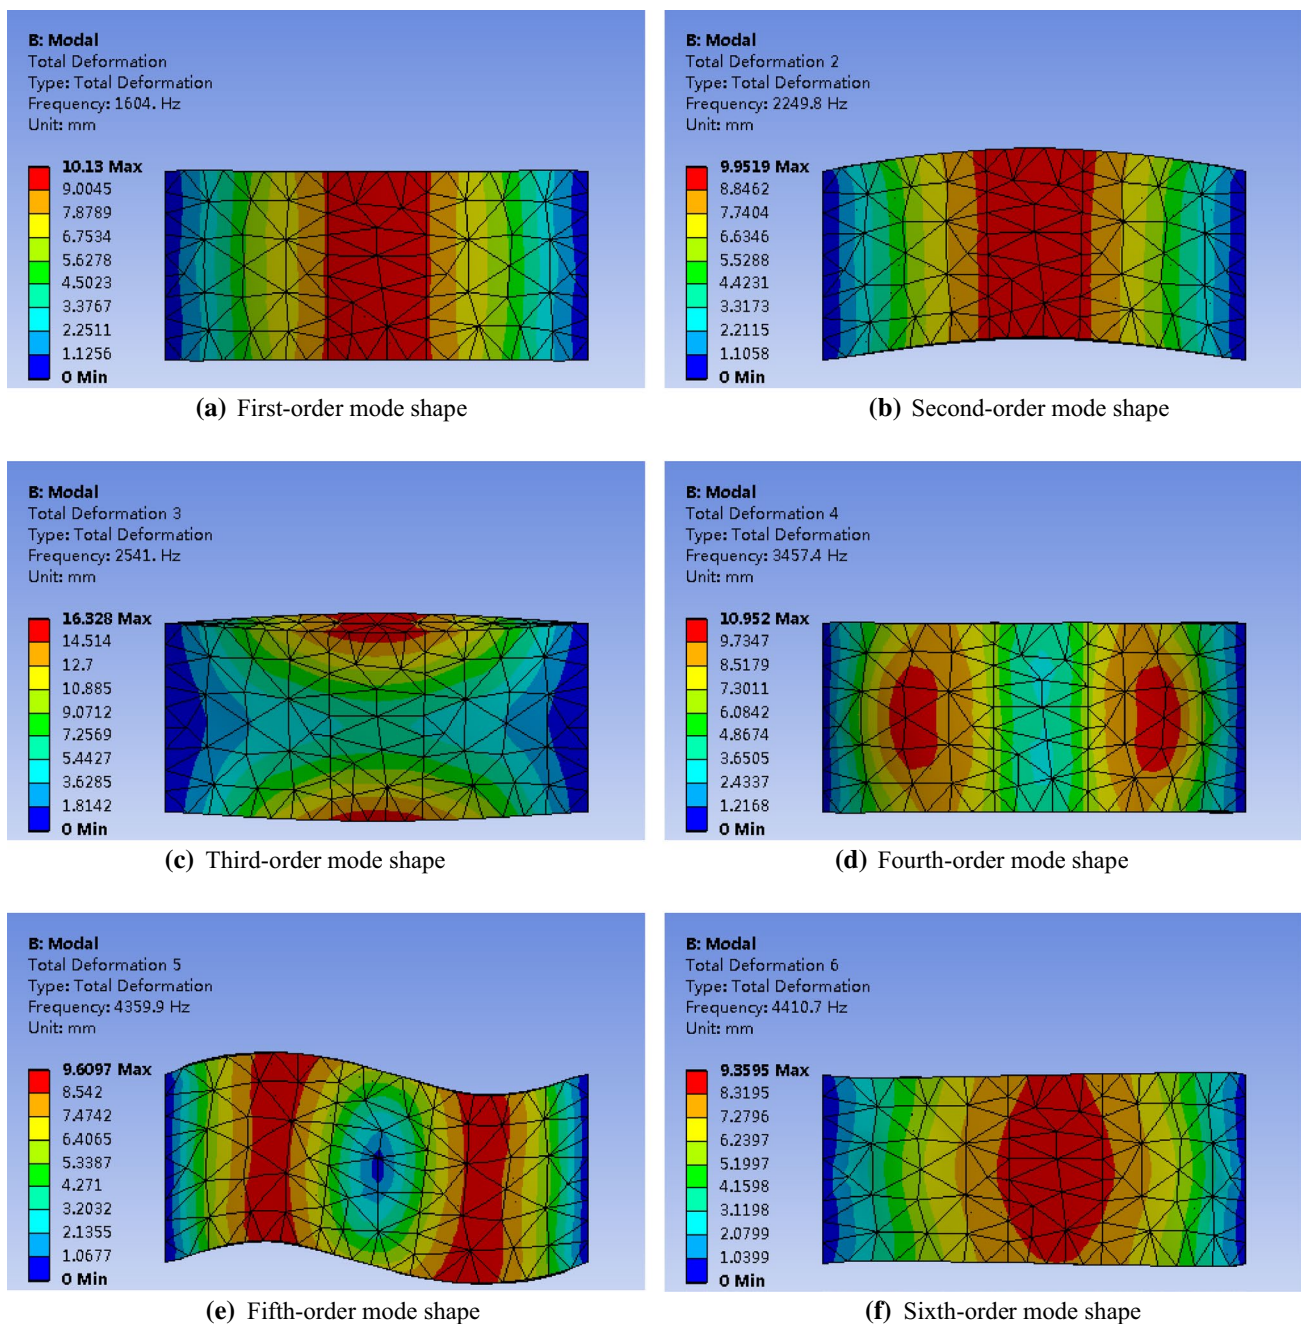 B: Modal
Total Deformation
Type: Total Deformation
Frequency: 1604. Hz
Unit: mm
10.13 Max
9.0045
7.8789
6.7534
5.6278
4.5023
3.3767
2.2511
1.1256
0 Min
(a) First-order mode shape
B: Modal
Total Deformation 2
Type: Total Deformation
Frequency: 2249.8 Hz
Unit: mm
9.9519 Max
8.8462
7.7404
6.6346
5.5288
4.4231
3.3173
2.2115
1.1058
0 Min
(b) Second-order mode shape
B: Modal
Total Deformation 3
Type: Total Deformation
Frequency: 2541. Hz
Unit: mm
16.328 Max
14.514
12.7
10.885
9.0712
7.2569
5.4427
3.6285
1.8142
0 Min
(c) Third-order mode shape
B: Modal
Total Deformation 4
Type: Total Deformation
Frequency: 3457.4 Hz
Unit: mm
10.952 Max
9.7347
8.5179
7.3011
6.0842
4.8674
3.6505
2.4337
1.2168
0 Min
(d) Fourth-order mode shape
B: Modal
Total Deformation 5
Type: Total Deformation
Frequency: 4359.9 Hz
Unit: mm
9.6097 Max
8.542
7.4742
6.4065
5.3387
4.271
3.2032
2.1355
1.0677
0 Min
(e) Fifth-order mode shape
B: Modal
Total Deformation 6
Type: Total Deformation
Frequency: 4410.7 Hz
Unit: mm
9.3595 Max
8.3195
7.2796
6.2397
5.1997
4.1598
3.1198
2.0799
1.0399
0 Min
(f) Sixth-order mode shape